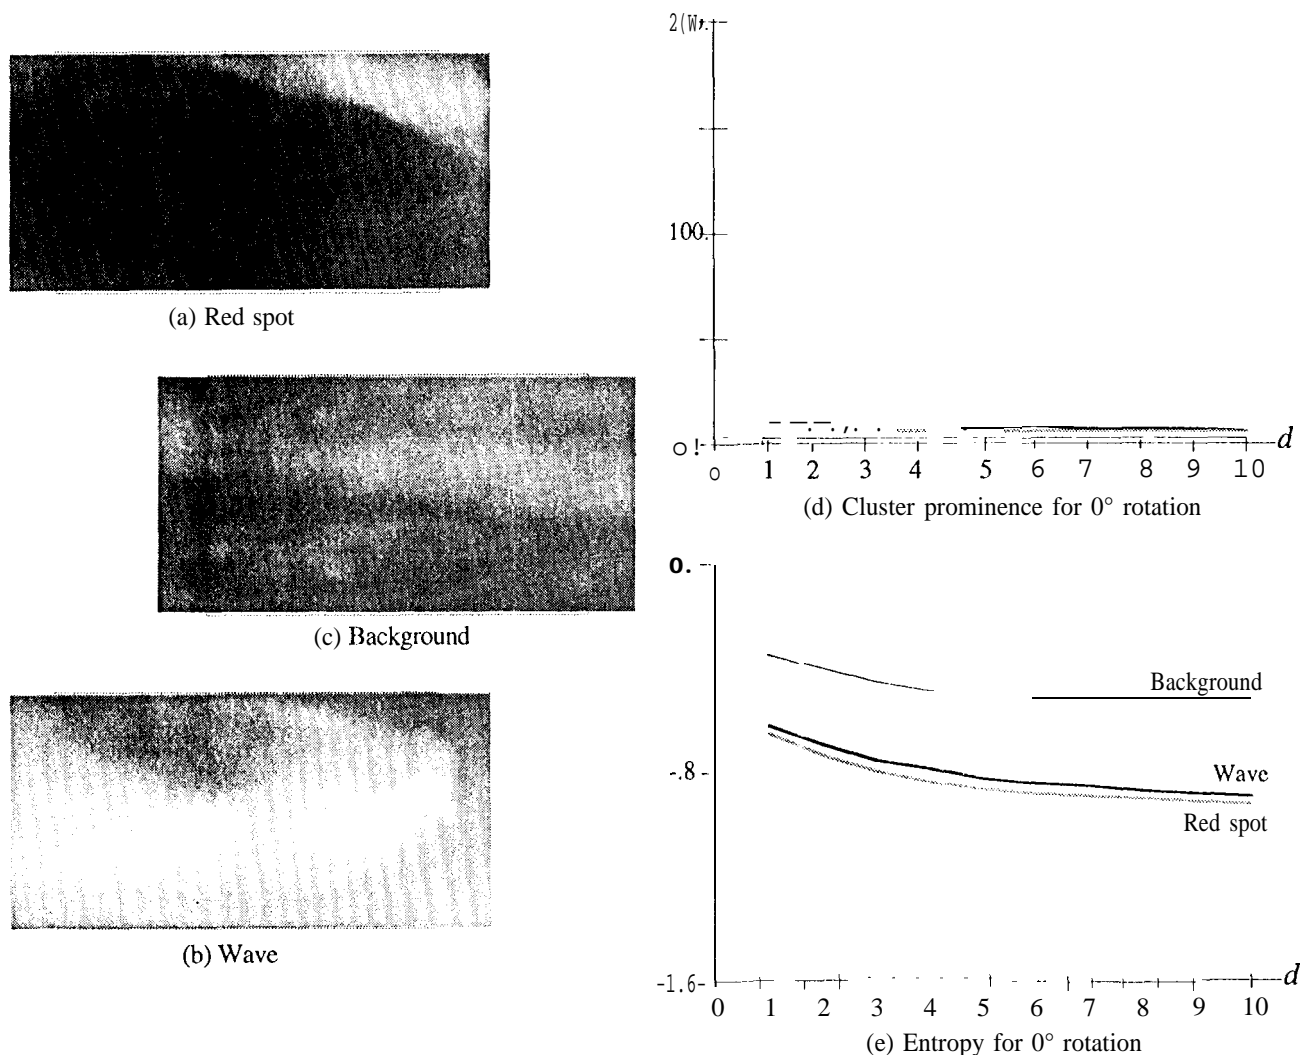 (a) Red spot
(c) Background
(b) Wave
100.
d
0 1 2 3 4 5 6 7 8 9 10
(d) Cluster prominence for 0° rotation
0.
Background
-.8-
Wave
Red spot
-1.6-
d
0 1 2 3 4 5 6 7 8 9 10
(e) Entropy for 0° rotation